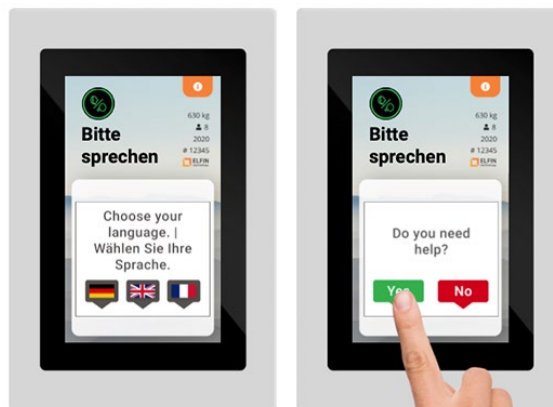 Bitte
sprechen
630 kg
8
2020
# 12345
ELFIN
Choose your
language. |
Wählen Sie Ihre
Sprache.
Bitte
sprechen
630 kg
8
2020
# 12345
ELFIN
Do you need
help?
Yes
No